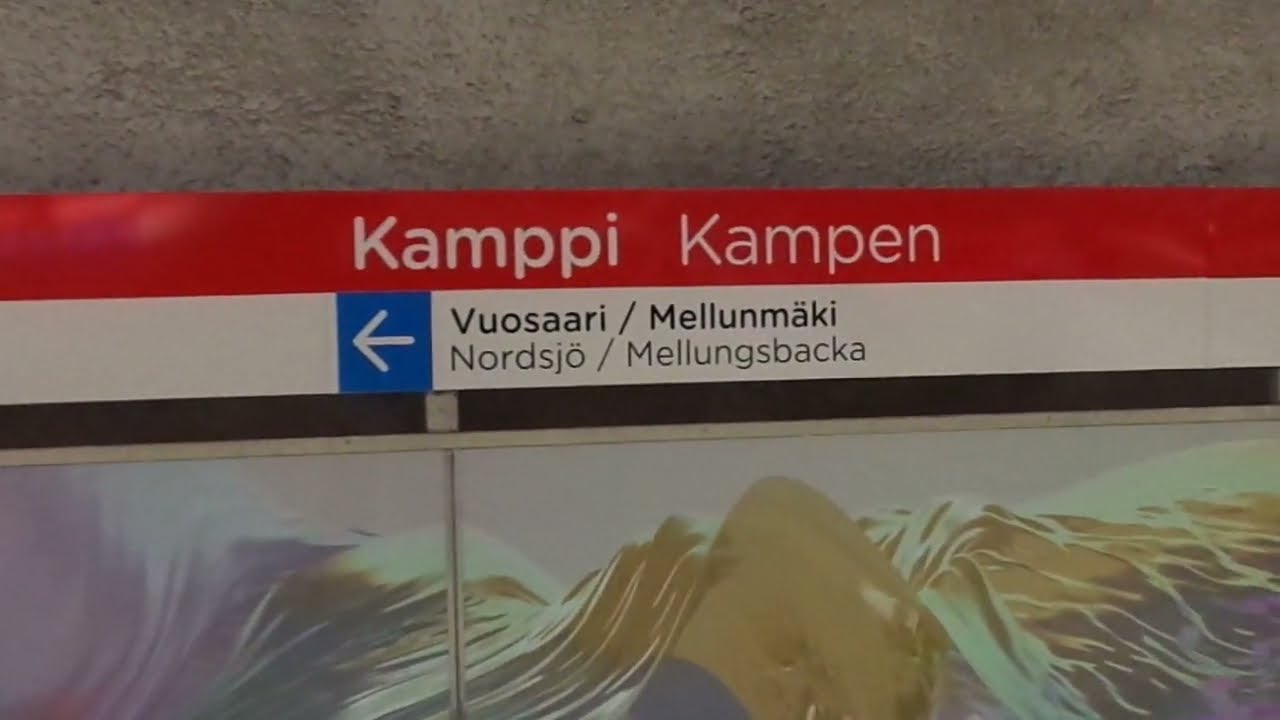 Kamppi Kampen
Vuosaari / Mellunmäki
Nordsjö / Mellungsbacka